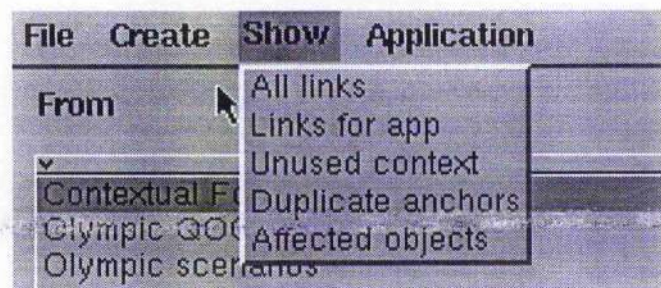 File Create Show Application
From
All links
Links for app
Unused context
Duplicate anchors
Affected objects
Contextual
Olympic
Olympic scenarios